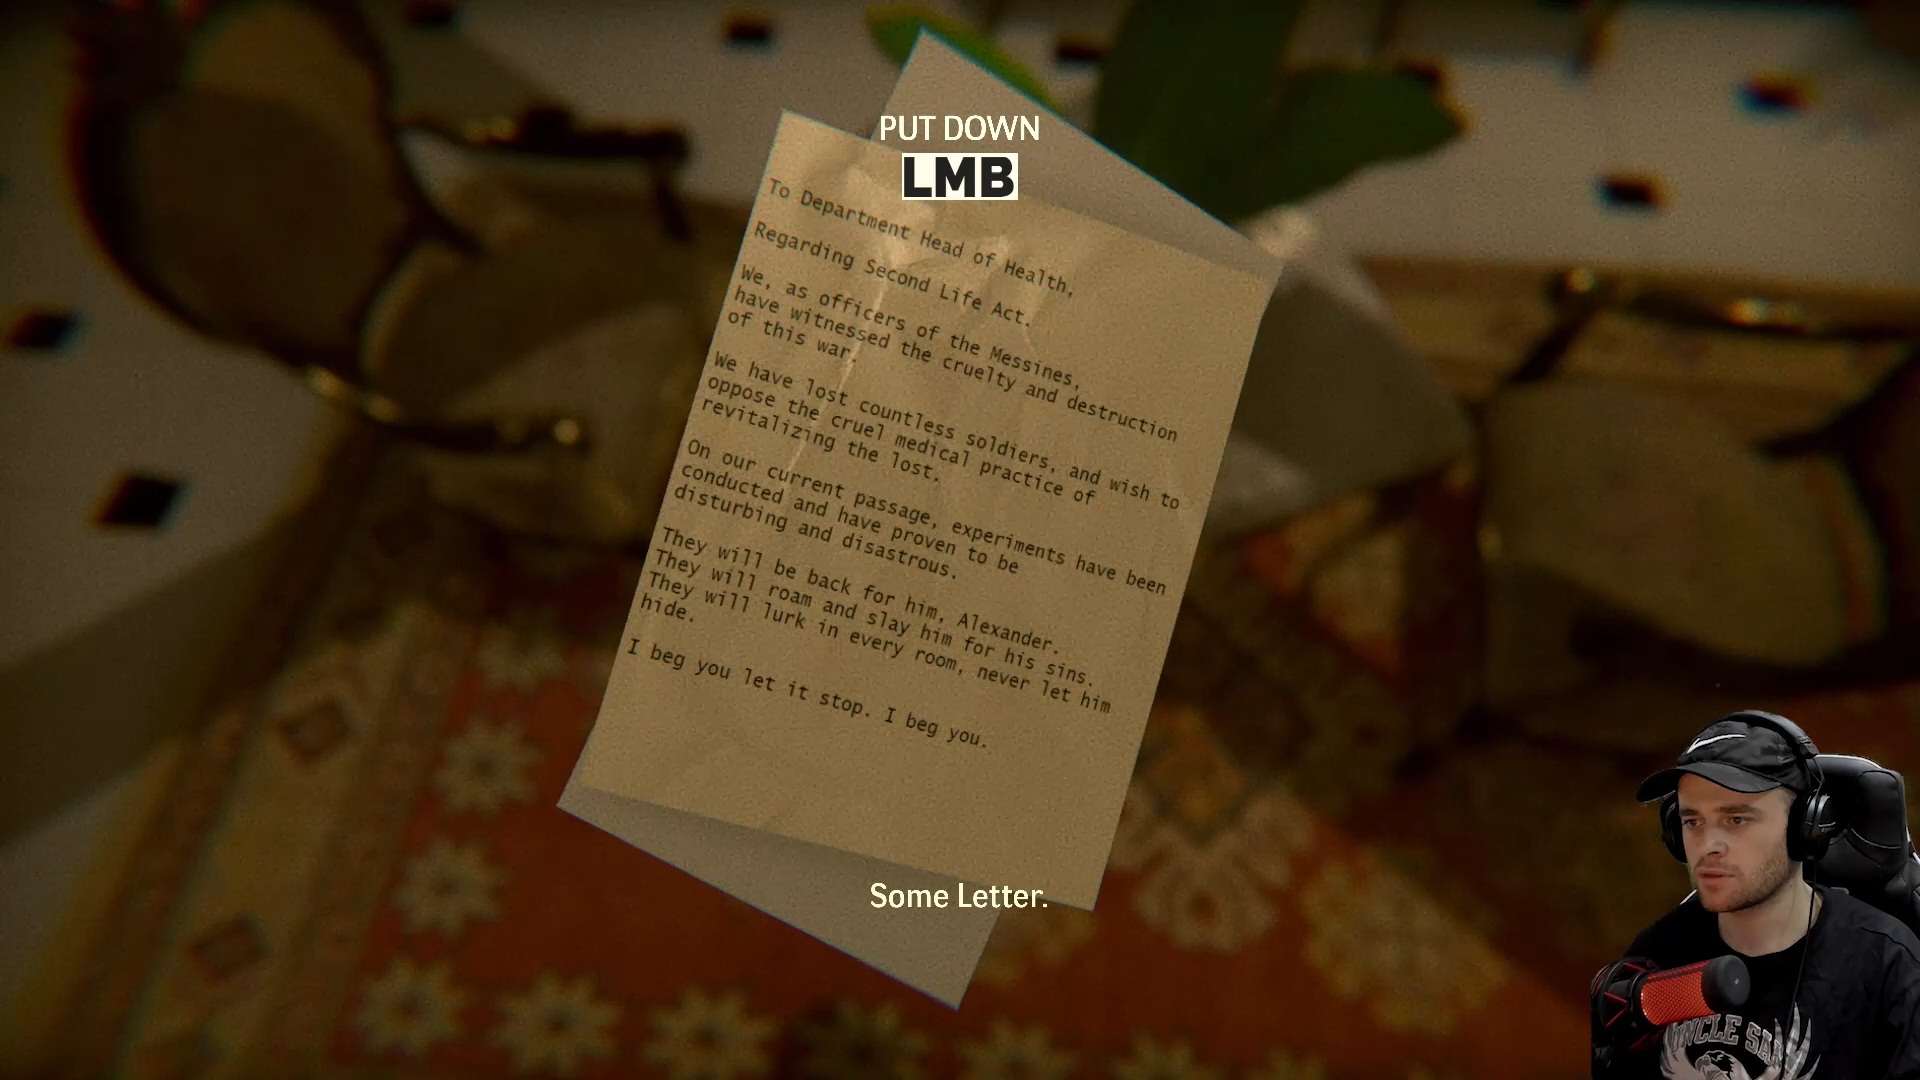 PUT DOWN
LMB
To Department Head of Health,
Regarding Second Life Act.
We, as officers of the Messines,
have witnessed the cruelty and destruction
of this war.
We have lost countless soldiers, and wish to
oppose the cruel medical practice of
revitalizing the lost.
On our current passage, experiments have been
conducted and have proven to be
disturbing and disastrous.
They will be back for him, Alexander.
They will roam and slay him for his sins.
They will lurk in every room, never let him
hide.
I beg you let it stop. I beg you.
Some Letter.
UNCLE SA